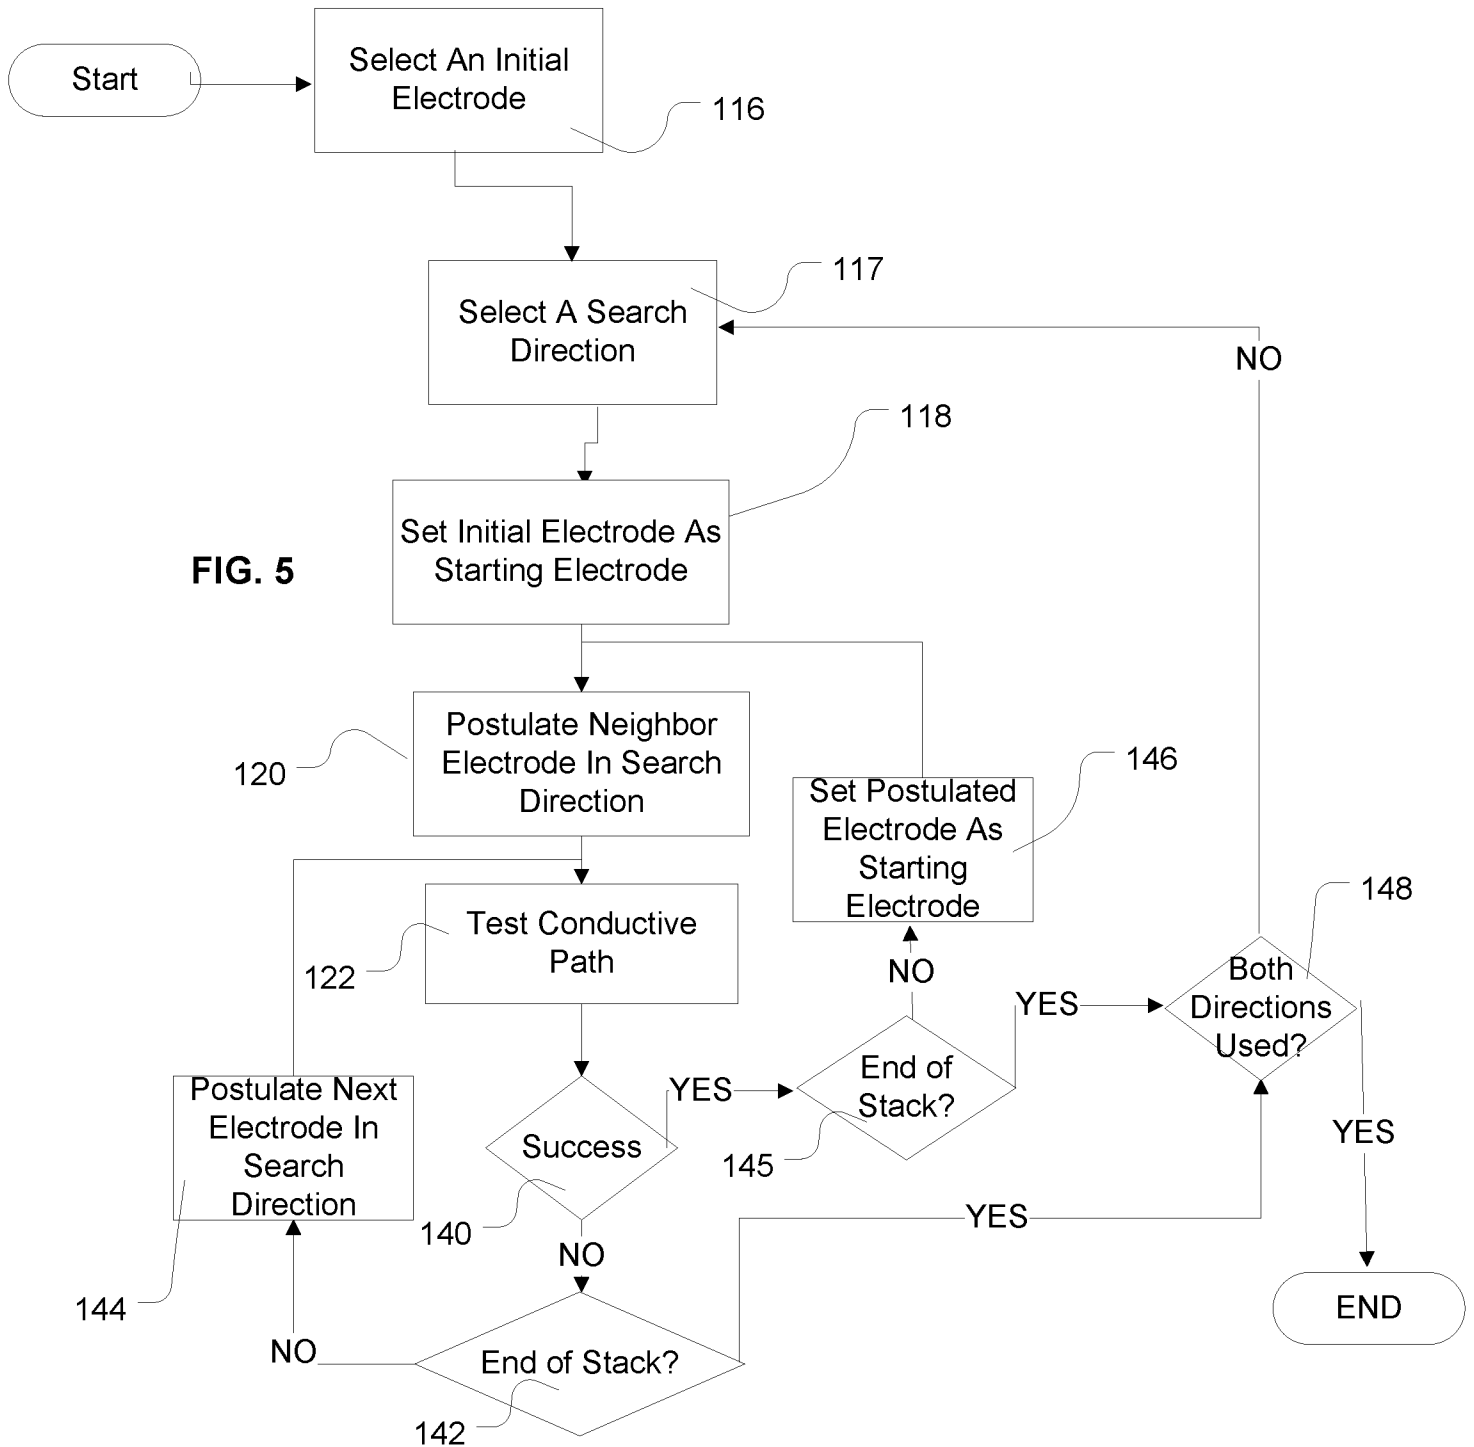 Start
Select An Initial
Electrode
116
117
Select A Search
Direction
NO
118
Set Initial Electrode As
Starting Electrode
FIG. 5
Postulate Neighbor
Electrode In Search
Direction
120
146
Set Postulated
Electrode As
Starting
Electrode
Test Conductive
Path
122
148
NO
Both
Directions
Used?
YES
End of
Stack?
145
YES
Postulate Next
Electrode In
Search
Direction
144
Success
140
YES
NO
YES
END
NO
End of Stack?
142